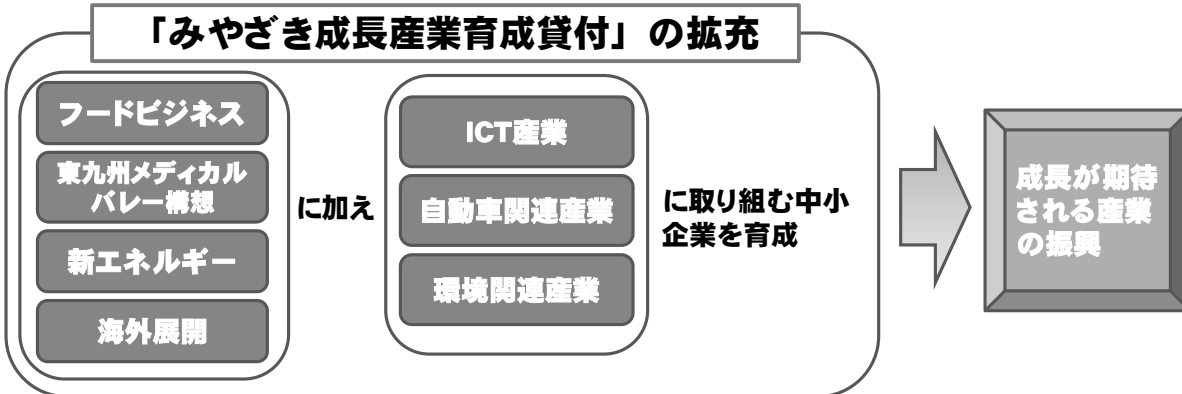 「みやざき成長産業育成貸付」の拡充
フードビジネス
東九州メディカル
バレー構想
新エネルギー
海外展開
に加え
ICT産業
自動車関連産業
環境関連産業
に取り組む中小
企業を育成
成長が期待
される産業
の振興